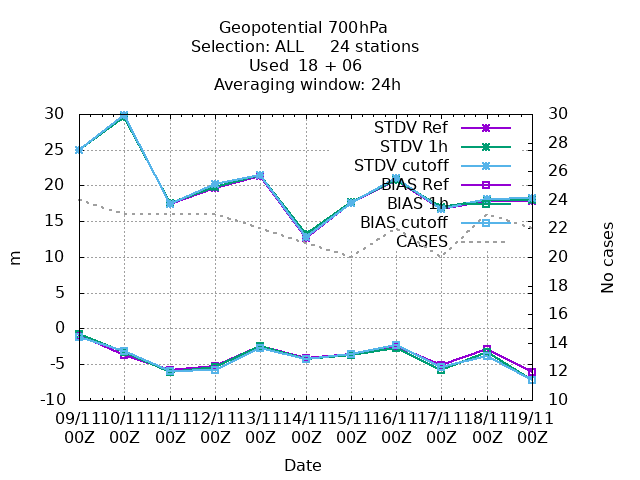 Geopotential 700hPa
Selection: ALL 24 stations
Used 18 + 06
Averaging window: 24h
30 30
STDV Ref
28
25 STDV 1h
STDV cutoff 26
20 BIAS Ref
24
15 BIAS 1h
BIAS cutoff 22
10 CASES
20
5 18
0 16
14
-5 12
-10 10
m
No cases
09/11 10/11 11/11 12/11 13/11 14/11 15/11 16/11 17/11 18/11 19/11
00Z 00Z 00Z 00Z 00Z 00Z 00Z 00Z 00Z 00Z 00Z
Date